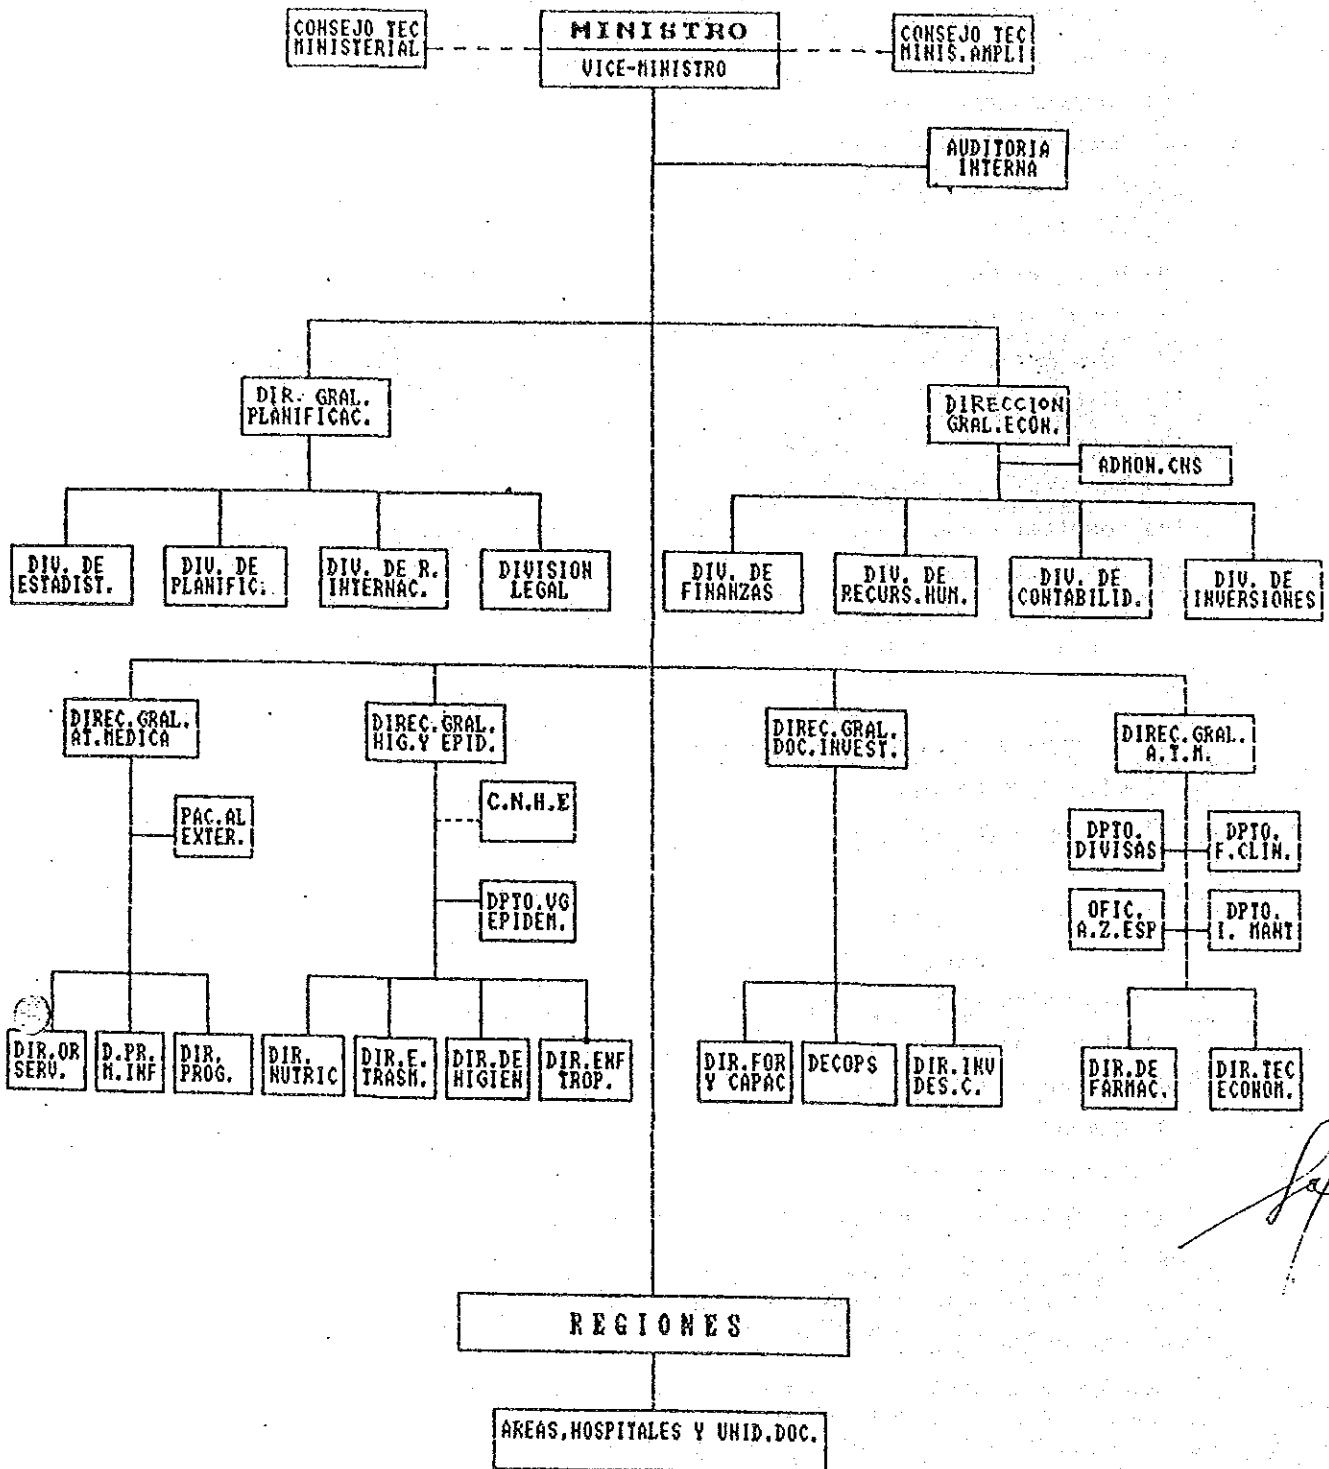 CONSEJO TEC
MINISTERIAL
MINISTRO
VICE-MINISTRO
CONSEJO TEC
MINIS.AMPLI
AUDITORIA
INTERNA
DIR. GRAL.
PLANIFICAC.
DIRECCION
GRAL.ECON.
ADMON.CNS
DIV. DE
ESTADIST.
DIV. DE
PLANIFIC.
DIV. DE R.
INTERNAC.
DIVISION
LEGAL
DIV. DE
FINANZAS
DIV. DE
RECURS.HUM.
DIV. DE
CONTABILID.
DIV. DE
INVERSIONES
DIREC.GRAL.
AT.MEDICA
DIREC.GRAL.
HIG.Y EPID.
DIREC.GRAL.
DOC.INVEST.
DIREC.GRAL.
A.T.M.
PAC.AL
EXTER.
C.N.H.E
DPTO.VG
EPIDEM.
DPTO.
DIVISAS
DPTO.
F.CLIN.
OFIC.
A.Z.ESP
DPTO.
I. MANT
DIR.OR
SERV.
D.PR.
M.INF
DIR.
PROG.
DIR.
NUTRIC
DIR.E.
TRASM.
DIR.DE
HIGIEN
DIR.ENF
TROP.
DIR.FOR
Y CAPAC
DECOPS
DIR.INV
DES.C.
DIR.DE
FARMAC.
DIR.TEC
ECONOM.
REGIONES
AREAS,HOSPITALES Y UNID.DOC.